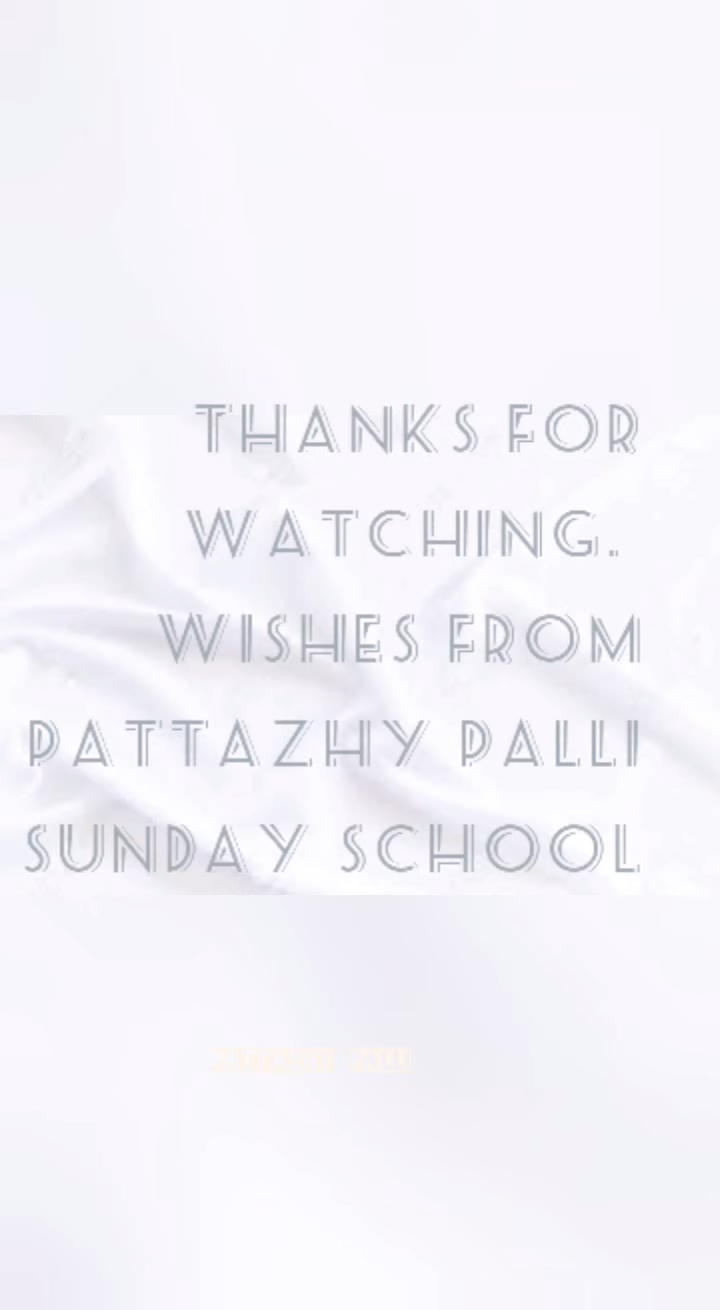 THANKS FOR
WATCHING.
WISHES FROM
PATTAZHY PALLI
SUNDAY SCHOOL